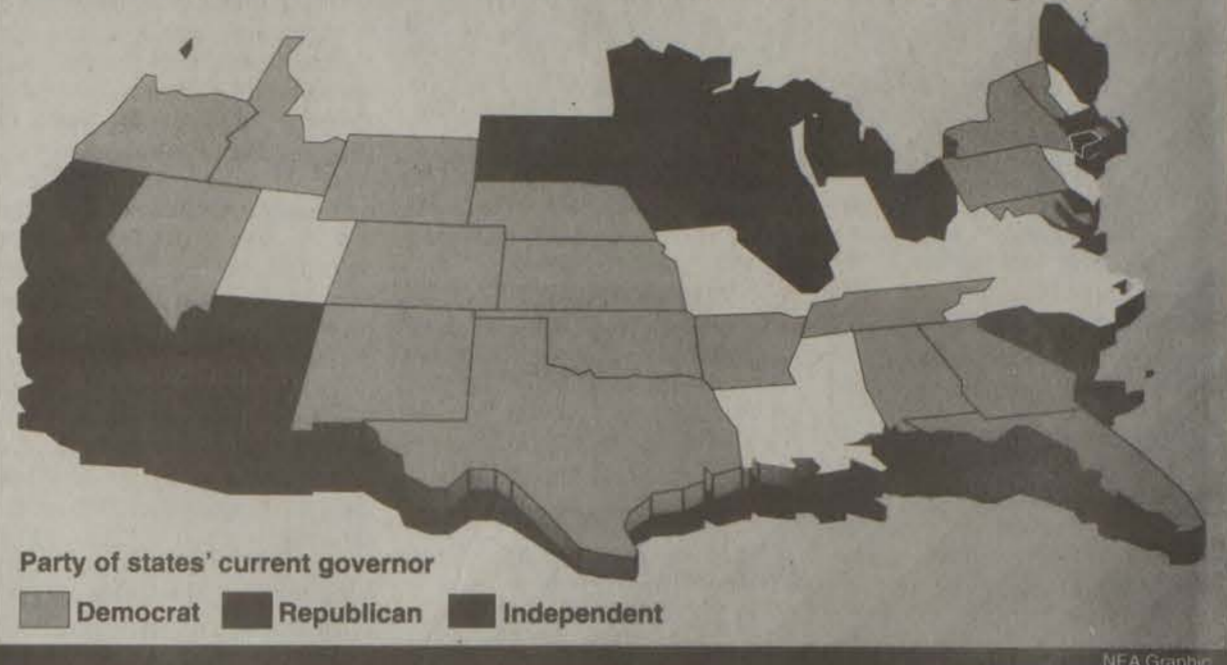 Party of states' current governor
Democrat Republican Independent
NEA Graphic